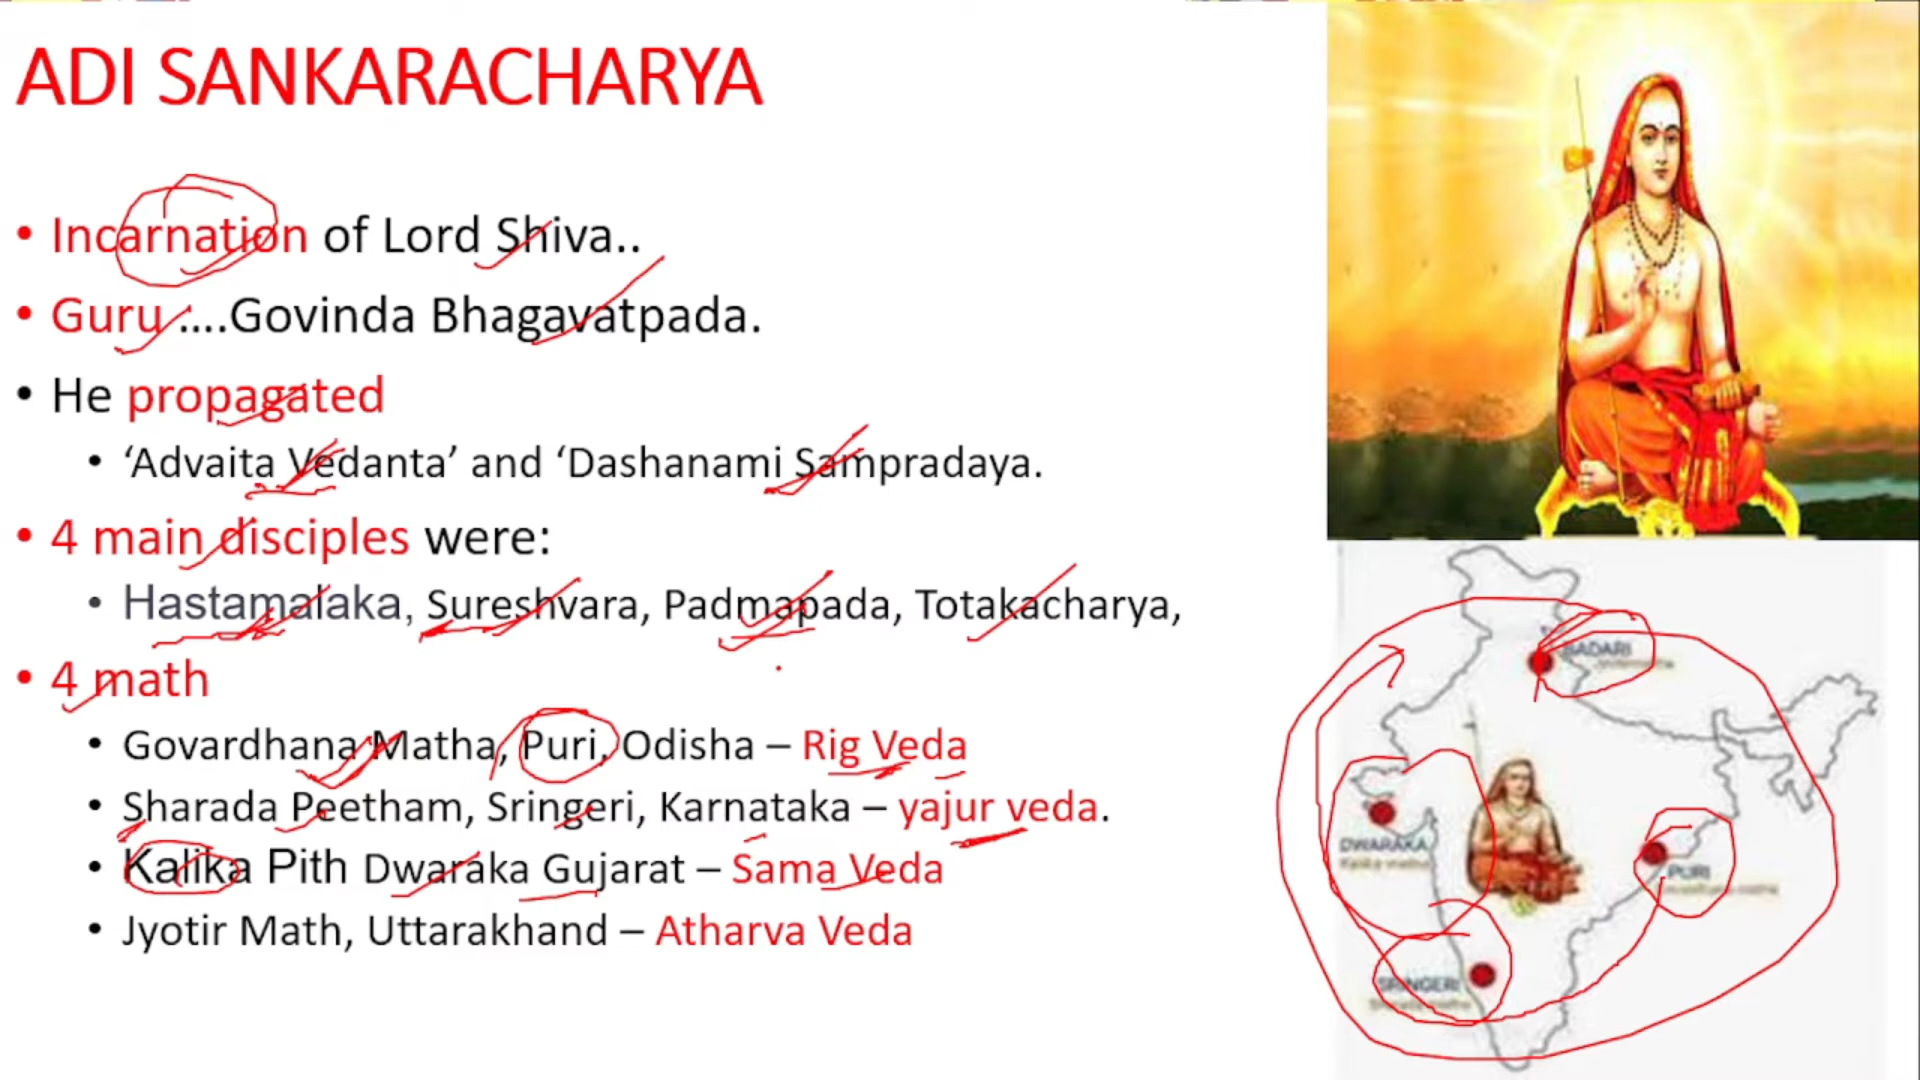 ADI SANKARACHARYA
• Incarnation of Lord Shiva..
• Guru ....Govinda Bhagavatpada.
• He propagated
• ‘Advaita Vedanta’ and ‘Dashanami Sampradaya.
• 4 main disciples were:
• Hastamalaka, Sureshvara, Padmapada, Totakacharya,
• 4 math
• Govardhana Matha, Puri, Odisha – Rig Veda
• Sharada Peetham, Sringeri, Karnataka – yajur veda.
• Kalika Pith Dwaraka Gujarat – Sama Veda
• Jyotir Math, Uttarakhand – Atharva Veda
BADARI
DWARAKA
PURI
SRINGERI